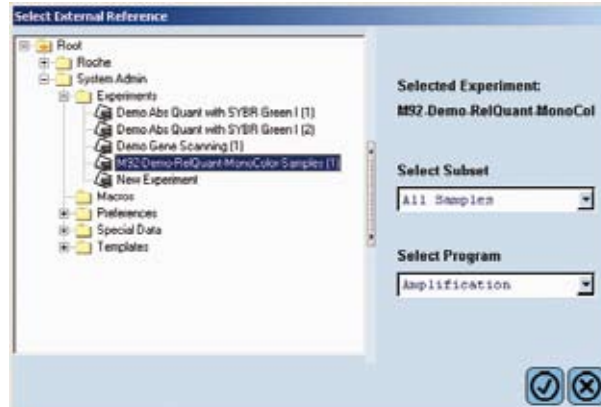 Select External Reference
Root
Roche
System Admin
Experiments
Demo Abs Quant with SYBR Green I (1)
Demo Abs Quant with SYBR Green I (2)
Demo Gene Scanning (1)
M92-Demo-RelQuant-MonoColor Samples (1)
New Experiment
Macros
Preferences
Special Data
Templates
Selected Experiment:
M92-Demo-RelQuant-MonoCol
Select Subset
All Samples
Select Program
Amplification